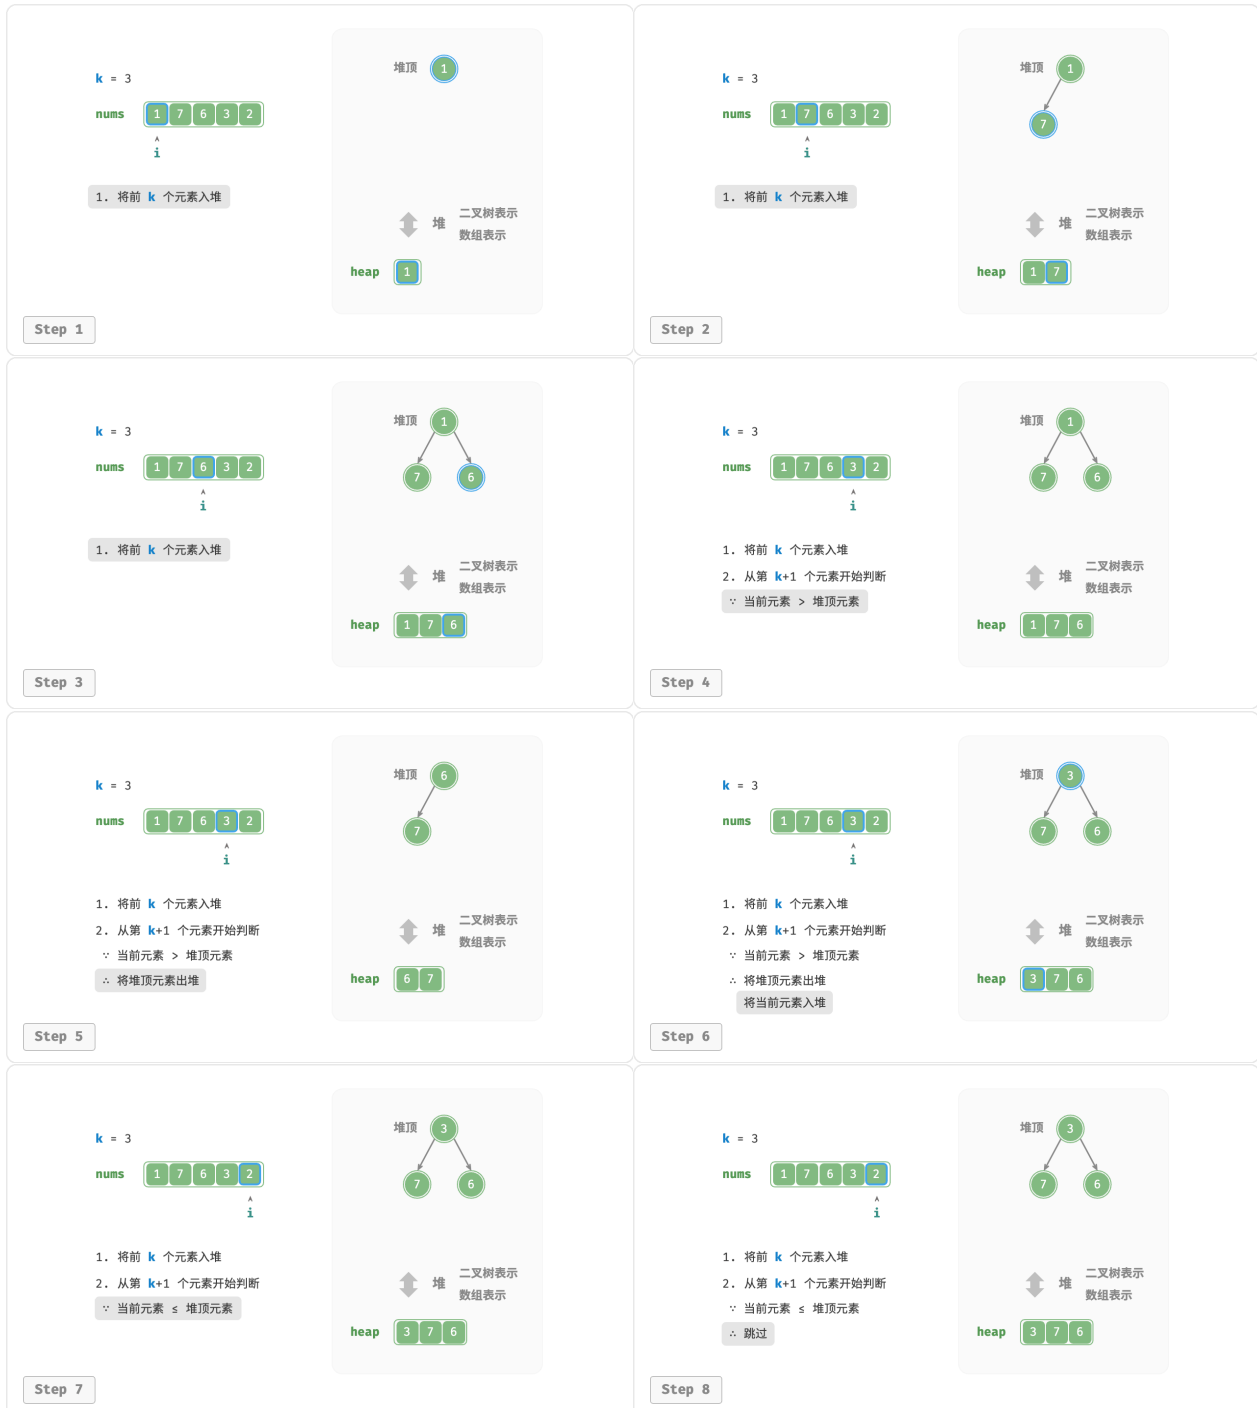 堆顶 1
k = 3
nums 1 7 6 3 2
i
1. 将前 k 个元素入堆
堆 二叉树表示
数组表示
heap 1
Step 1
堆顶 1
k = 3
7
nums 1 7 6 3 2
i
1. 将前 k 个元素入堆
堆 二叉树表示
数组表示
heap 1 7
Step 2
堆顶 1
k = 3
nums 1 7 6 3 2
7 6
i
1. 将前 k 个元素入堆
堆 二叉树表示
数组表示
heap 1 7 6
Step 3
堆顶 1
k = 3
nums 1 7 6 3 2
7 6
i
1. 将前 k 个元素入堆
2. 从第 k+1 个元素开始判断
∵ 当前元素 > 堆顶元素
堆 二叉树表示
数组表示
heap 1 7 6
Step 4
堆顶 6
k = 3
nums 1 7 6 3 2
7
i
1. 将前 k 个元素入堆
2. 从第 k+1 个元素开始判断
∵ 当前元素 > 堆顶元素
∴ 将堆顶元素出堆
堆 二叉树表示
数组表示
heap 6 7
Step 5
堆顶 3
k = 3
nums 1 7 6 3 2
7 6
i
1. 将前 k 个元素入堆
2. 从第 k+1 个元素开始判断
∵ 当前元素 > 堆顶元素
∴ 将堆顶元素出堆
将当前元素入堆
堆 二叉树表示
数组表示
heap 3 7 6
Step 6
堆顶 3
k = 3
nums 1 7 6 3 2
7 6
i
1. 将前 k 个元素入堆
2. 从第 k+1 个元素开始判断
∵ 当前元素 ≤ 堆顶元素
堆 二叉树表示
数组表示
heap 3 7 6
Step 7
堆顶 3
k = 3
nums 1 7 6 3 2
7 6
i
1. 将前 k 个元素入堆
2. 从第 k+1 个元素开始判断
∵ 当前元素 ≤ 堆顶元素
∴ 跳过
堆 二叉树表示
数组表示
heap 3 7 6
Step 8